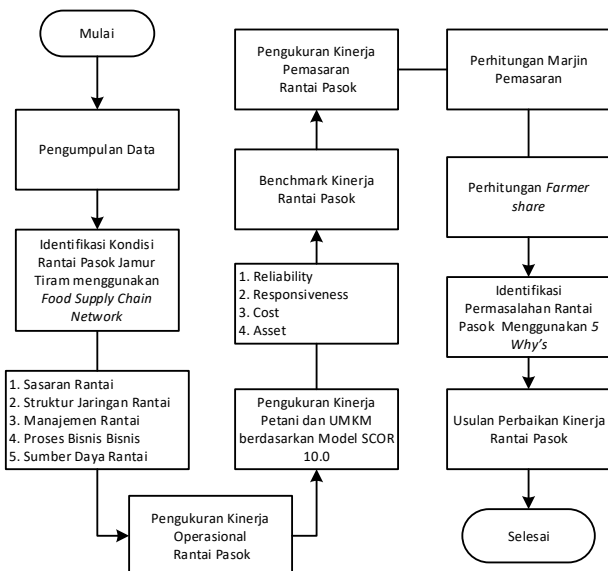 Mulai
Pengumpulan Data
Identifikasi Kondisi
Rantai Pasok Jamur
Tiram menggunakan
Food Supply Chain
Network
1. Sasaran Rantai
2. Struktur Jaringan Rantai
3. Manajemen Rantai
4. Proses Bisnis Bisnis
5. Sumber Daya Rantai
Pengukuran Kinerja
Operasional
Rantai Pasok
Pengukuran Kinerja
Petani dan UMKM
berdasarkan Model SCOR
10.0
1. Reliability
2. Responsiveness
3. Cost
4. Asset
Benchmark Kinerja
Rantai Pasok
Pengukuran Kinerja
Pemasaran
Rantai Pasok
Perhitungan Marjin
Pemasaran
Perhitungan Farmer
share
Identifikasi
Permasalahan Rantai
Pasok Menggunakan 5
Why's
Usulan Perbaikan Kinerja
Rantai Pasok
Selesai